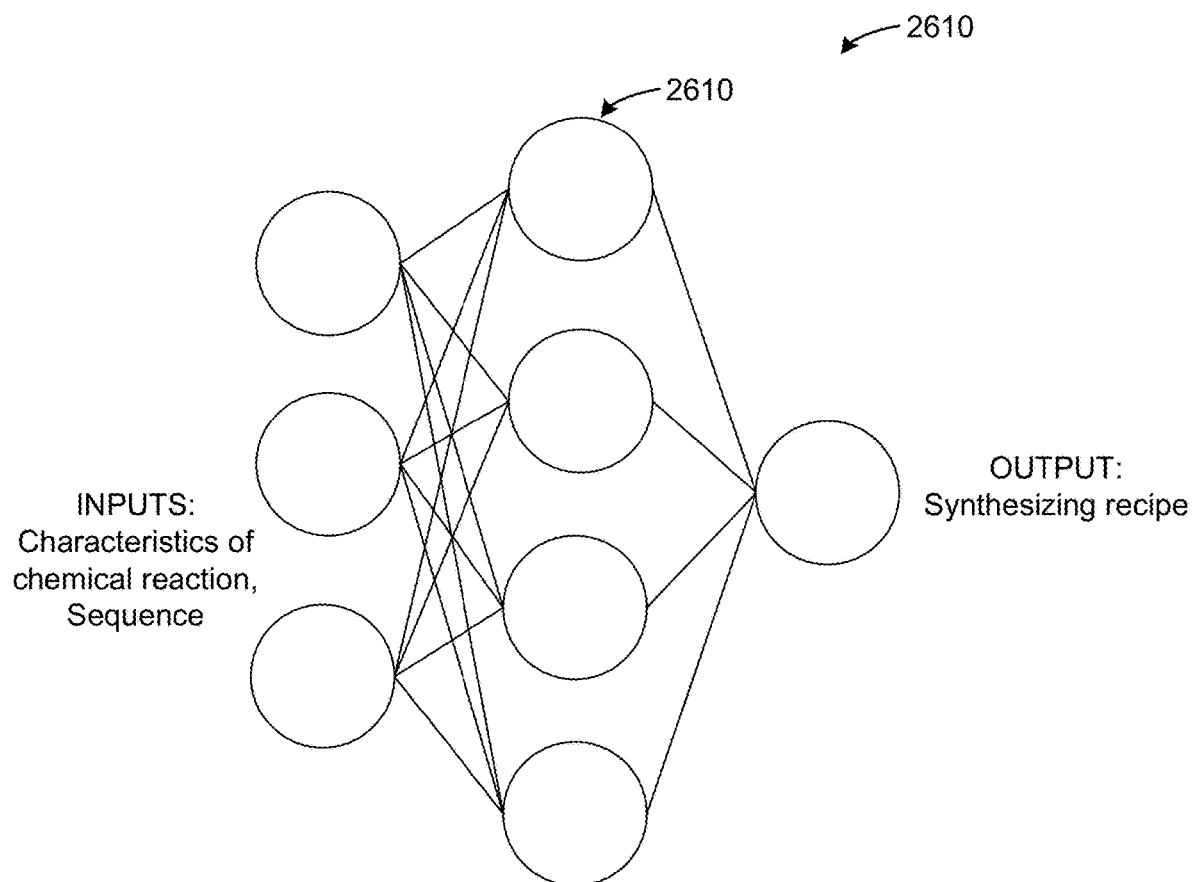 2610
2610
INPUTS:
Characteristics of
chemical reaction,
Sequence
OUTPUT:
Synthesizing recipe